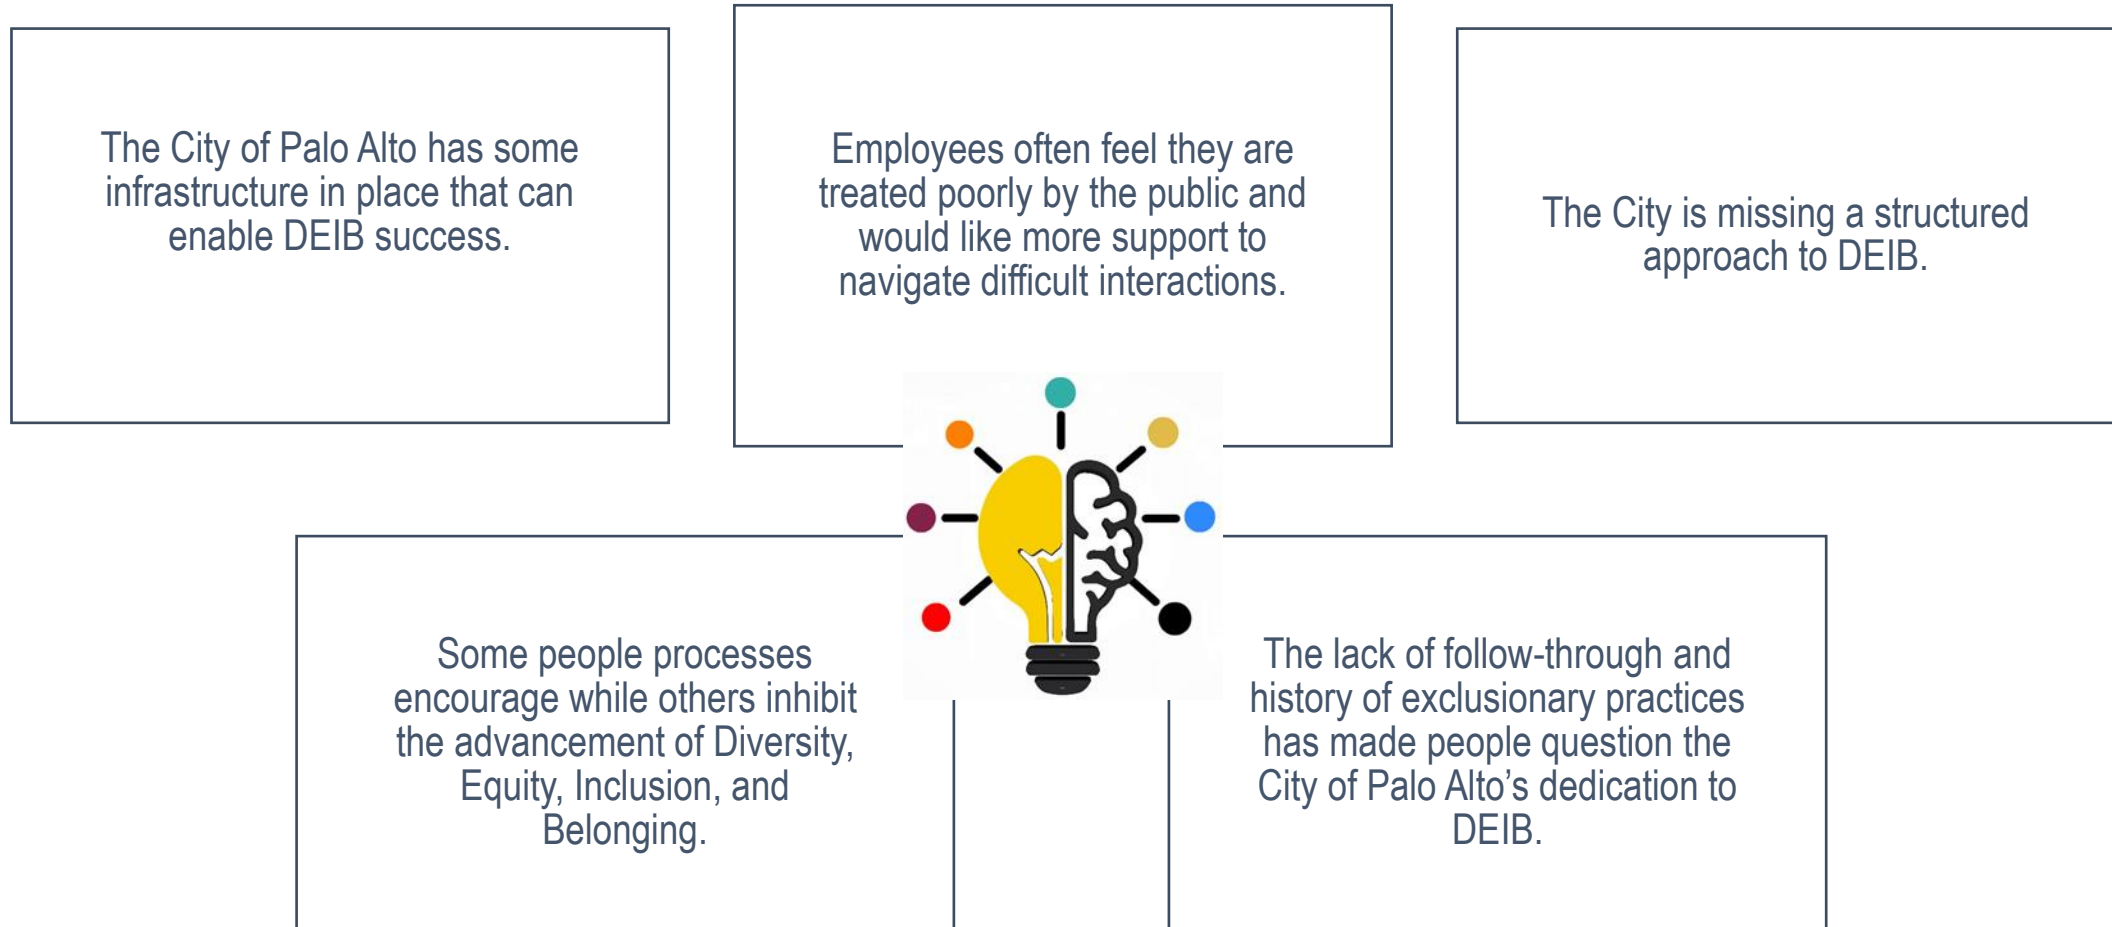 The City of Palo Alto has some
infrastructure in place that can
enable DEIB success.
Employees often feel they are
treated poorly by the public and
would like more support to
navigate difficult interactions.
The City is missing a structured
approach to DEIB.
Some people processes
encourage while others inhibit
the advancement of Diversity,
Equity, Inclusion, and
Belonging.
The lack of follow-through and
history of exclusionary practices
has made people question the
City of Palo Alto’s dedication to
DEIB.